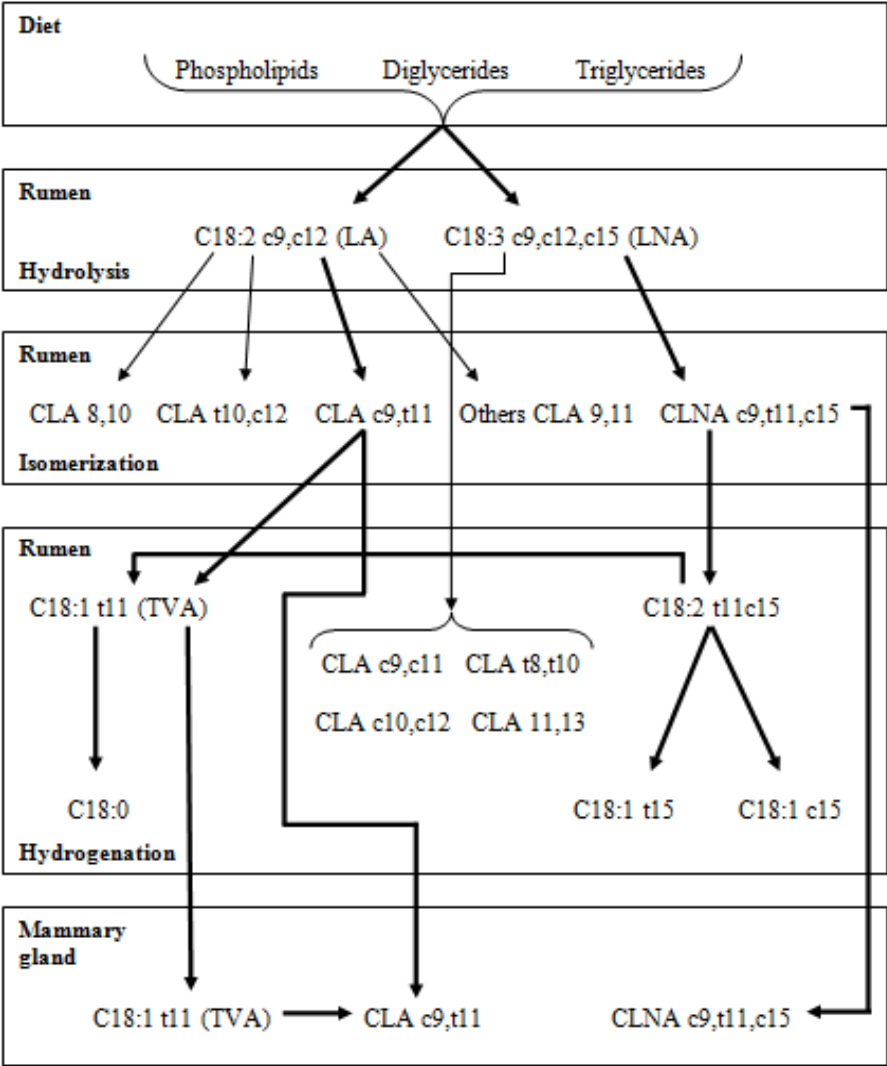 Diet
Phospholipids Diglycerides Triglycerides
Rumen
C18:2 c9,c12 (LA) C18:3 c9,c12,c15 (LNA)
Hydrolysis
Rumen
CLA 8,10 CLA t10,c12 CLA c9,t11 Others CLA 9,11 CLNA c9,t11,c15
Isomerization
Rumen
C18:1 t11 (TVA) C18:2 t11c15
CLA c9,c11 CLA t8,t10
CLA c10,c12 CLA 11,13
C18:0 C18:1 t15 C18:1 c15
Hydrogenation
Mammary
gland
C18:1 t11 (TVA) CLA c9,t11 CLNA c9,t11,c15